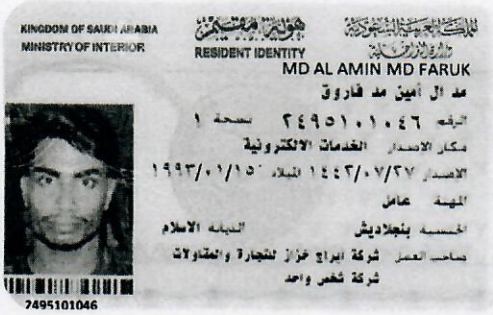 KINGDOM OF SAUDI ARABIA
MINISTRY OF INTERIOR
هوية مقيم
RESIDENT IDENTITY
المملكة العربية السعودية
وزارة الداخلية
MD AL AMIN MD FARUK
مد ال أمين مد فاروق
الرقم ٢٤٩٥١٠١٠٤٦ نسخة ١
مكان الاصدار الخدمات الالكترونية
الاصدار ١٤٤٣/٠٧/٢٧ الميلاد ١٩٩٣/٠١/١٥
المهنة عامل
الجنسية بنجلاديش الديانة الاسلام
صاحب العمل شركة ابراج خزاز للتجارة والمقاولات
شركة شخص واحد
2495101046